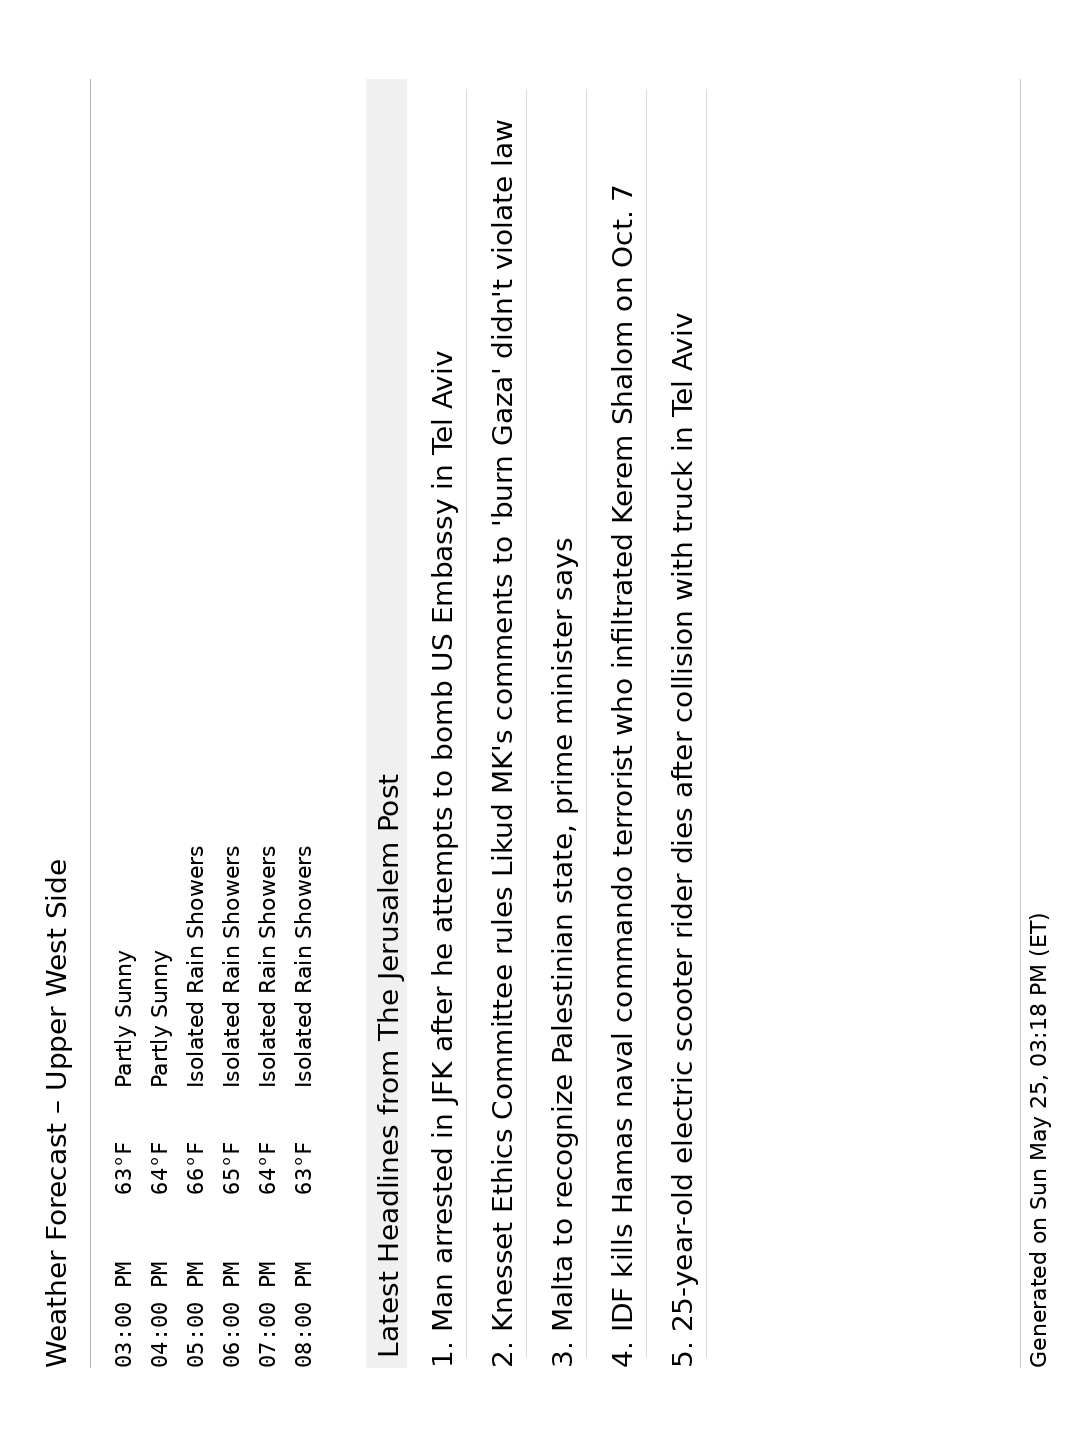 Weather Forecast – Upper West Side
03:00 PM 63°F Partly Sunny
04:00 PM 64°F Partly Sunny
05:00 PM 66°F Isolated Rain Showers
06:00 PM 65°F Isolated Rain Showers
07:00 PM 64°F Isolated Rain Showers
08:00 PM 63°F Isolated Rain Showers
Latest Headlines from The Jerusalem Post
1. Man arrested in JFK after he attempts to bomb US Embassy in Tel Aviv
2. Knesset Ethics Committee rules Likud MK's comments to 'burn Gaza' didn't violate law
3. Malta to recognize Palestinian state, prime minister says
4. IDF kills Hamas naval commando terrorist who infiltrated Kerem Shalom on Oct. 7
5. 25-year-old electric scooter rider dies after collision with truck in Tel Aviv
Generated on Sun May 25, 03:18 PM (ET)